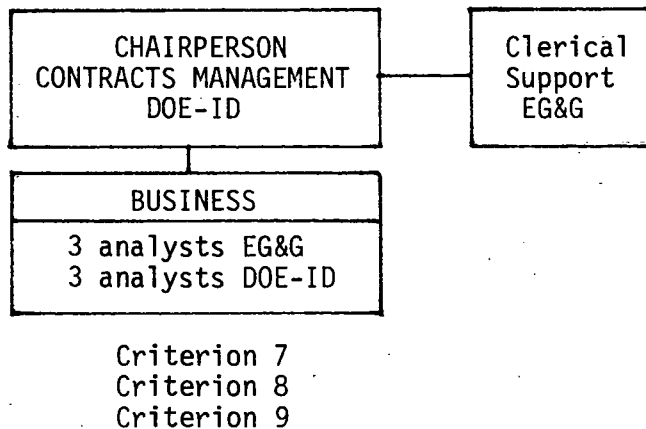 CHAIRPERSON
CONTRACTS MANAGEMENT
DOE-ID
Clerical
Support
EG&G
BUSINESS
3 analysts EG&G
3 analysts DOE-ID
Criterion 7
Criterion 8
Criterion 9